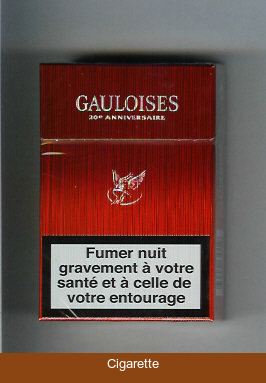 GAULOISES
20e ANNIVERSAIRE
Fumer nuit
gravement à votre
santé et à celle de
votre entourage
Cigarette